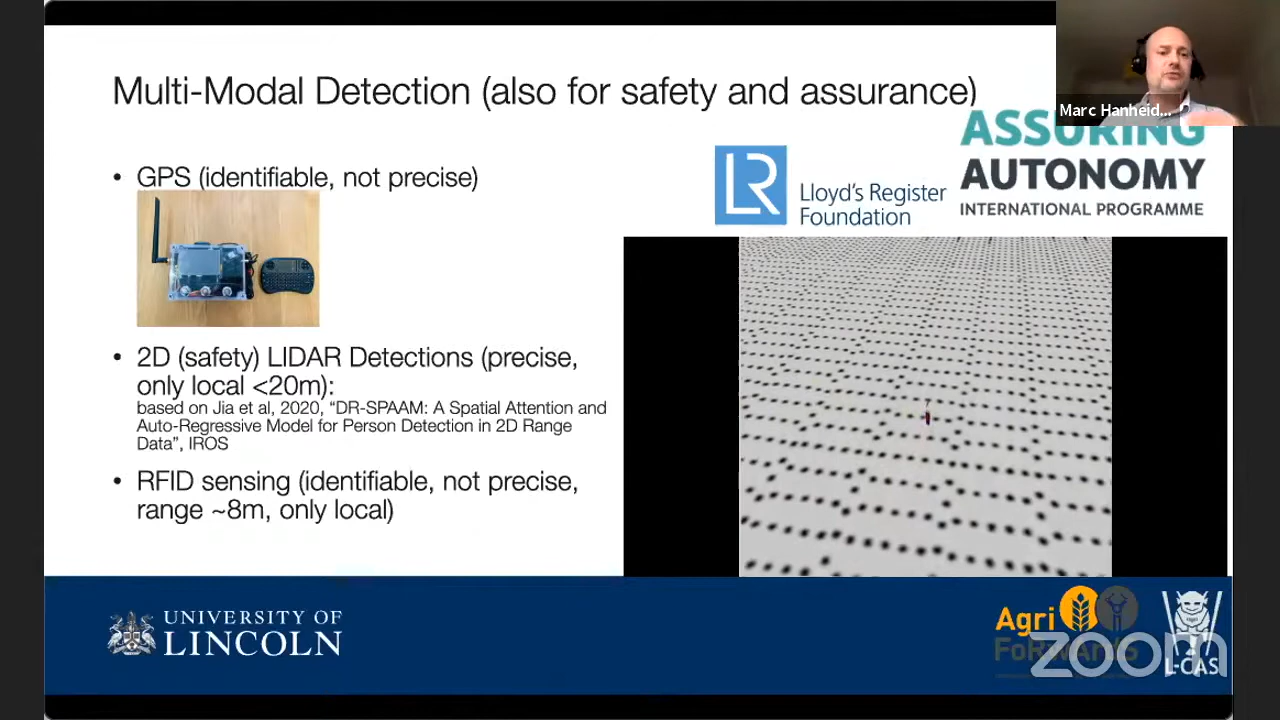 Multi-Modal Detection (also for safety and assurance)
Marc Hanheid...
• GPS (identifiable, not precise)
LR
Lloyd's Register
Foundation
ASSURING
AUTONOMY
INTERNATIONAL PROGRAMME
• 2D (safety) LIDAR Detections (precise,
only local <20m):
based on Jia et al, 2020, “DR-SPAAM: A Spatial Attention and
Auto-Regressive Model for Person Detection in 2D Range
Data”, IROS
• RFID sensing (identifiable, not precise,
range ~8m, only local)
UNIVERSITY OF
LINCOLN
Agri
FoRwArdS
zoom
L-CAS